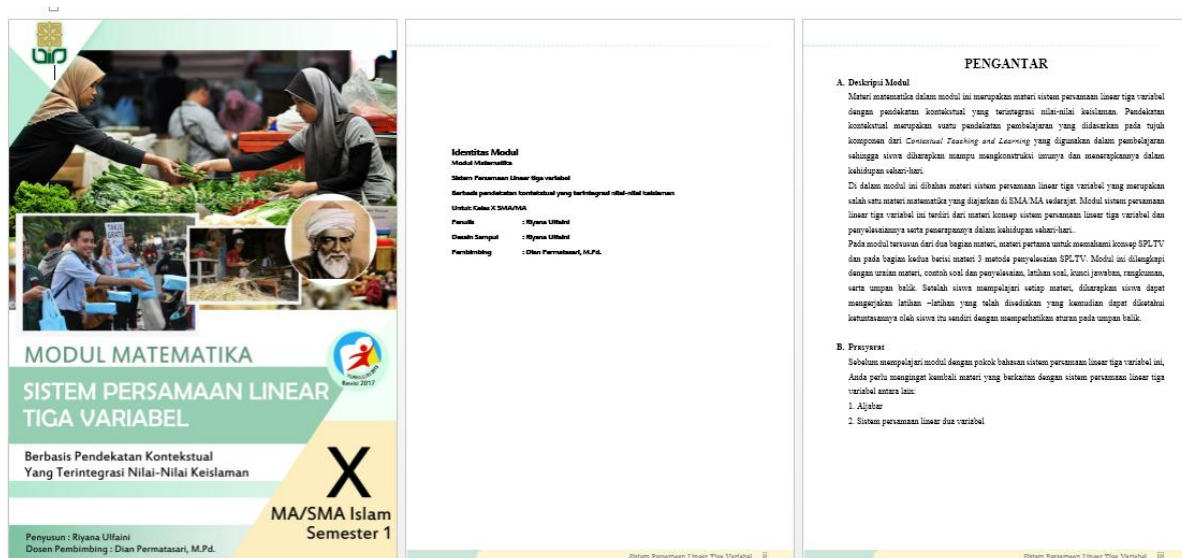 uin
TAKJIL
GRATIS
MODUL MATEMATIKA
Revisi 2017
SISTEM PERSAMAAN LINEAR
TIGA VARIABEL
Berbasis Pendekatan Kontekstual
Yang Terintegrasi Nilai-Nilai Keislaman
X
MA/SMA Islam
Semester 1
Penyusun : Riyana Ulfaini
Dosen Pembimbing : Dian Permatasari, M.Pd.
Identitas Modul
Modul Matematika
Sistem Persamaan Linear tiga variabel
Berbasis pendekatan kontekstual yang terintegrasi nilai-nilai keislaman
Untuk Kelas X SMA/MA
Penulis : Riyana Ulfaini
Desain Sampul : Riyana Ulfaini
Pembimbing : Dian Permatasari, M.Pd.
Sistem Persamaan Linear Tiga Variabel ii
PENGANTAR
A. Deskripsi Modul
Materi matematika dalam modul ini merupakan materi sistem persamaan linear tiga variabel
dengan pendekatan kontekstual yang terintegrasi nilai-nilai keislaman. Pendekatan
kontekstual merupakan suatu pendekatan pembelajaran yang didasarkan pada tujuh
komponen dari Contextual Teaching and Learning yang digunakan dalam pembelajaran
sehingga siswa diharapkan mampu mengkonstruksi imunya dan menerapkannya dalam
kehidupan sehari-hari.
Di dalam modul ini dibahas materi sistem persamaan linear tiga variabel yang merupakan
salah satu materi matematika yang diajarkan di SMA/MA sederajat. Modul sistem persamaan
linear tiga variabel ini terdiri dari materi konsep sistem persamaan linear tiga variabel dan
penyelesaiannya serta penerapannya dalam kehidupan sehari-hari..
Pada modul tersusun dari dua bagian materi, materi pertama untuk memahami konsep SPLTV
dan pada bagian kedua berisi materi 3 metode penyelesaian SPLTV. Modul ini dilengkapi
dengan uraian materi, contoh soal dan penyelesaian, latihan soal, kunci jawaban, rangkuman,
serta umpan balik. Setelah siswa mempelajari setiap materi, diharapkan siswa dapat
mengerjakan latihan –latihan yang telah disediakan yang kemudian dapat diketahui
ketuntasannya oleh siswa itu sendiri dengan memperhatikan aturan pada umpan balik.
B. Prasyarat
Sebelum mempelajari modul dengan pokok bahasan sistem persamaan linear tiga variabel ini,
Anda perlu mengingat kembali materi yang berkaitan dengan sistem persamaan linear tiga
variabel antara lain:
1. Aljabar
2. Sistem persamaan linear dua variabel
Sistem Persamaan Linear Tiga Variabel iii